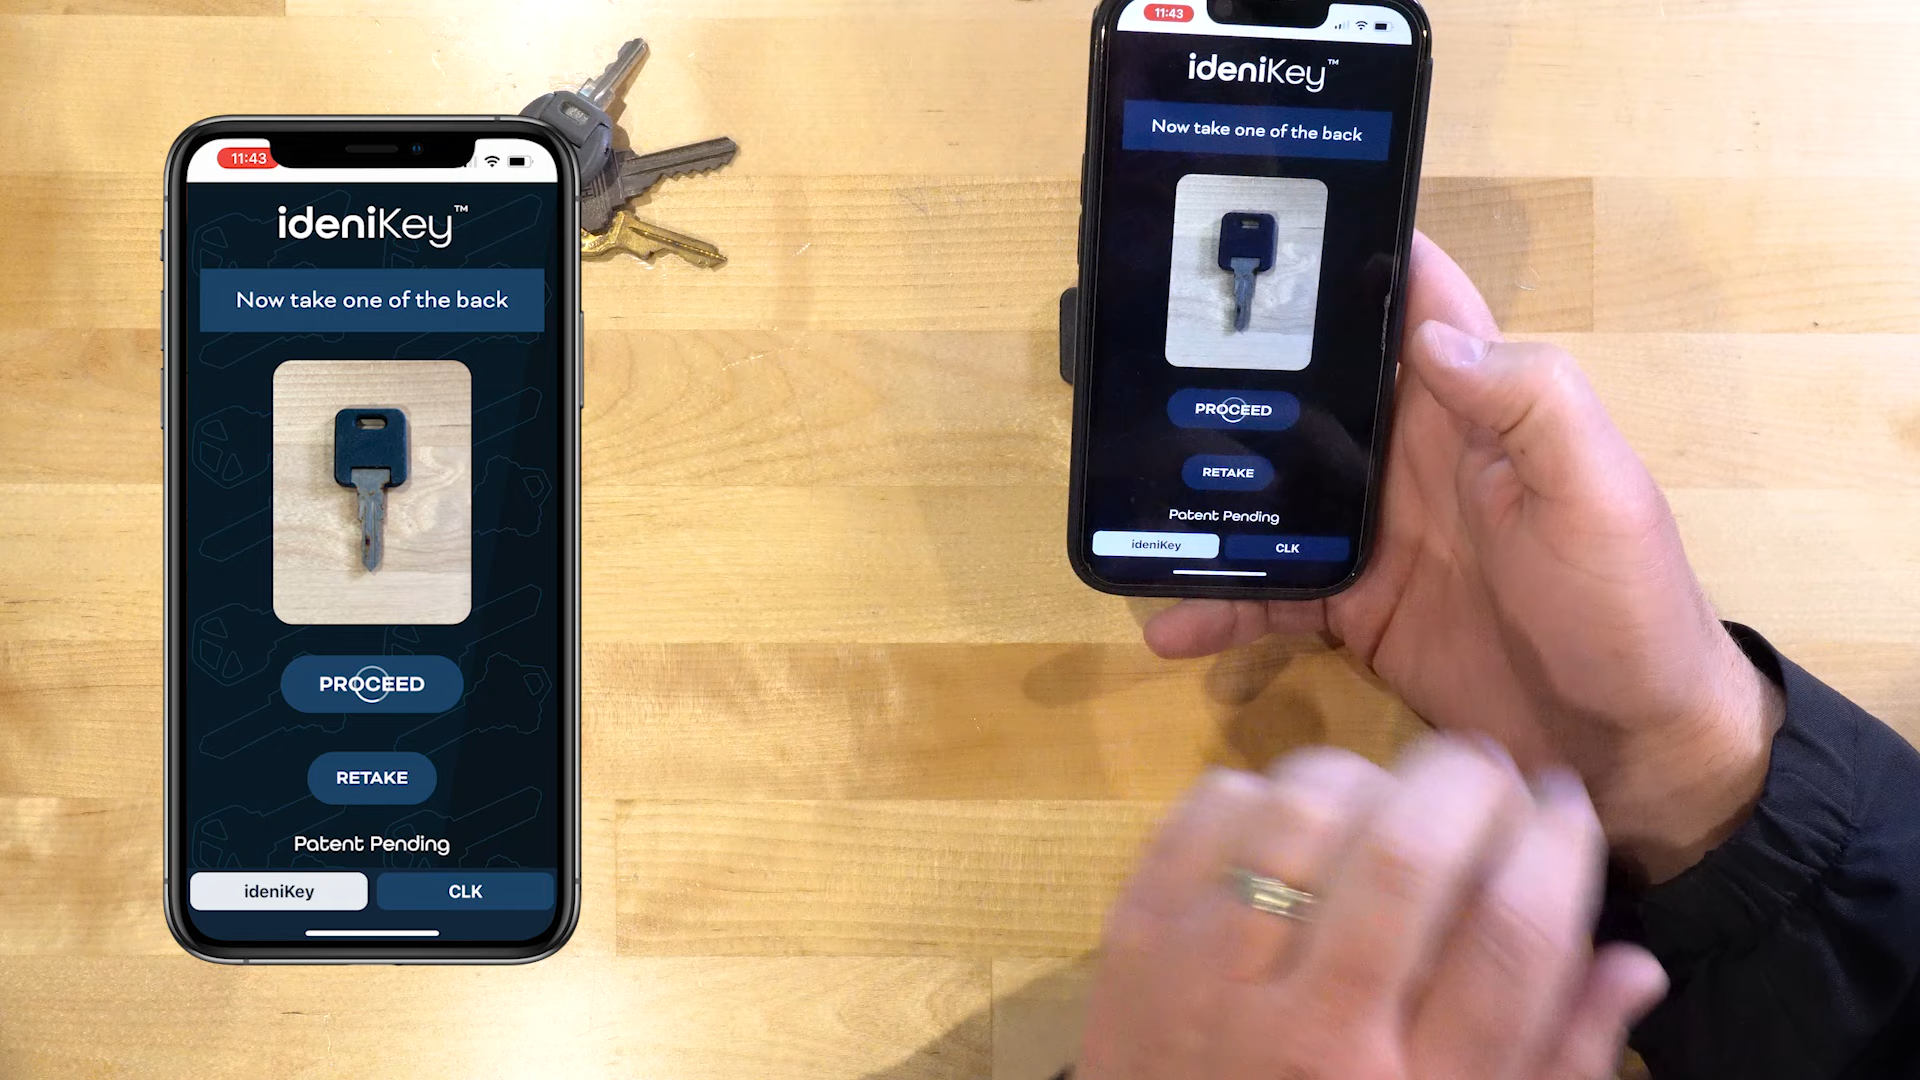 11:43
ideniKey™
Now take one of the back
PROCEED
RETAKE
Patent Pending
ideniKey
CLK
11:43
ideniKey™
Now take one of the back
PROCEED
RETAKE
Patent Pending
ideniKey
CLK